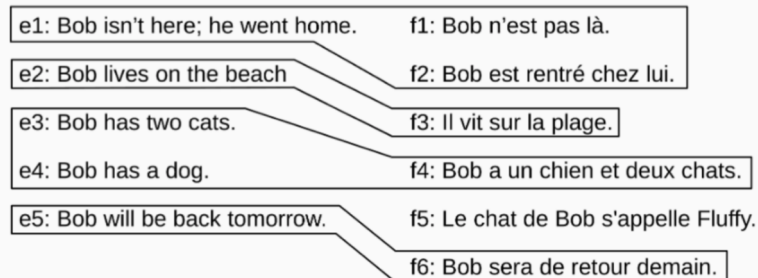 e1: Bob isn't here; he went home. f1: Bob n'est pas là.
f2: Bob est rentré chez lui.
e2: Bob lives on the beach
f3: Il vit sur la plage.
e3: Bob has two cats.
e4: Bob has a dog. f4: Bob a un chien et deux chats.
e5: Bob will be back tomorrow. f5: Le chat de Bob s'appelle Fluffy.
f6: Bob sera de retour demain.